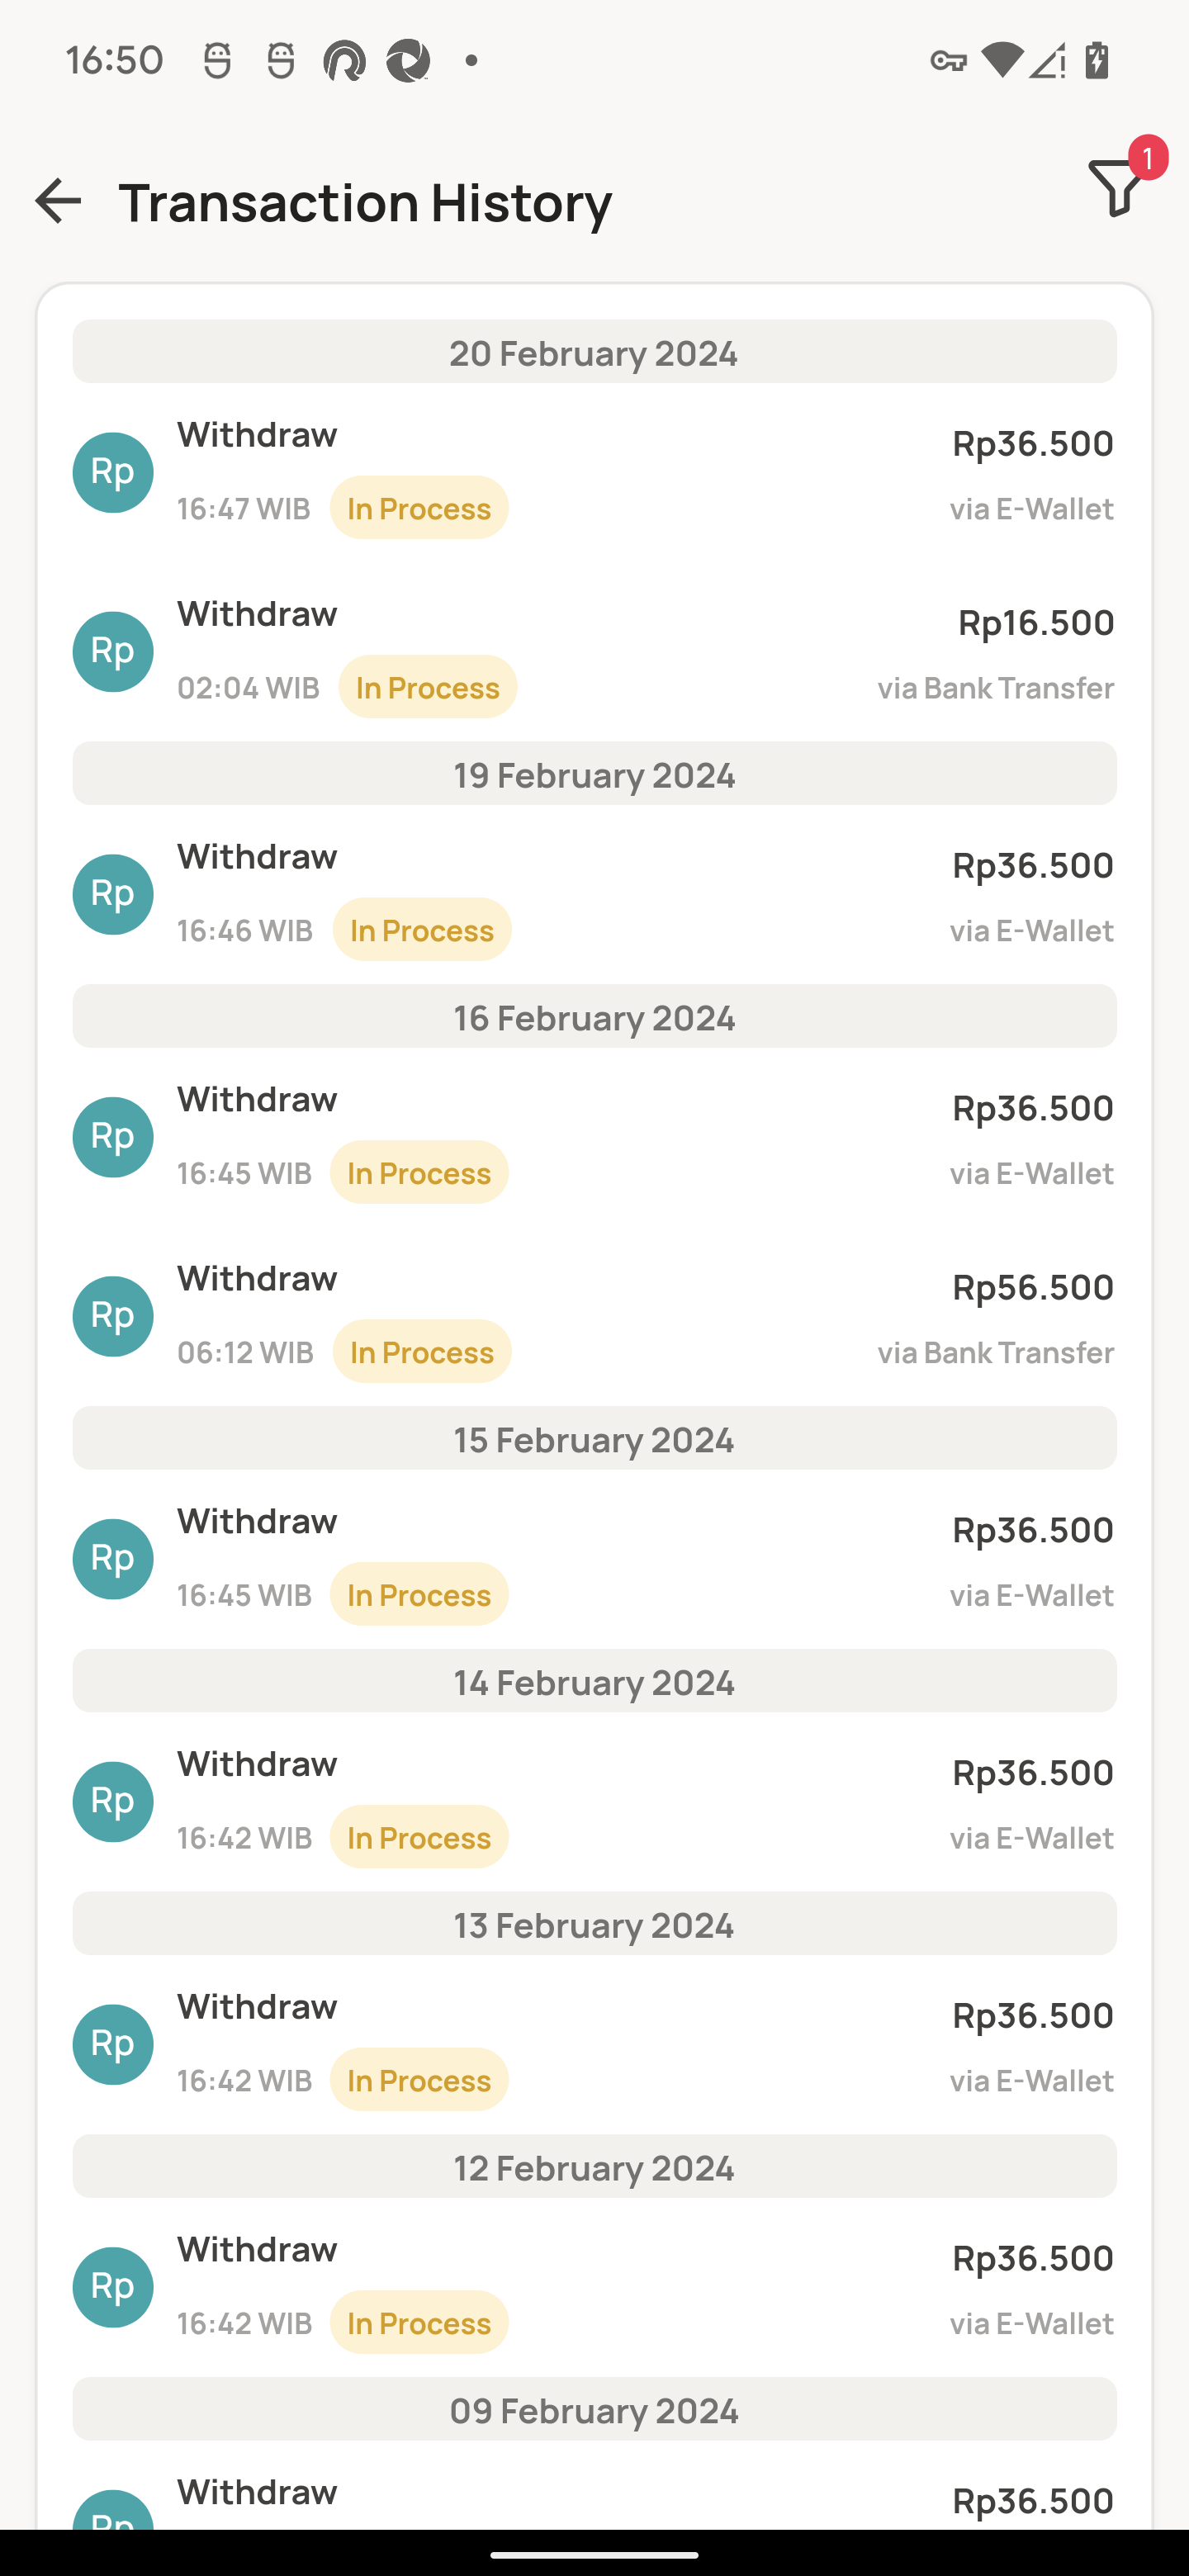 16:50
1
Transaction History
20 February 2024
Withdraw
Rp36.500
Rp
16:47 WIB In Process
via E-Wallet
Withdraw
Rp16.500
Rp
02:04 WIB In Process
via Bank Transfer
19 February 2024
Withdraw
Rp36.500
Rp
16:46 WIB In Process
via E-Wallet
16 February 2024
Withdraw
Rp36.500
Rp
16:45 WIB In Process
via E-Wallet
Withdraw
Rp56.500
Rp
06:12 WIB In Process
via Bank Transfer
15 February 2024
Withdraw
Rp36.500
Rp
16:45 WIB In Process
via E-Wallet
14 February 2024
Withdraw
Rp36.500
Rp
16:42 WIB In Process
via E-Wallet
13 February 2024
Withdraw
Rp36.500
Rp
16:42 WIB In Process
via E-Wallet
12 February 2024
Withdraw
Rp36.500
Rp
16:42 WIB In Process
via E-Wallet
09 February 2024
Withdraw
Rp36.500
Rp